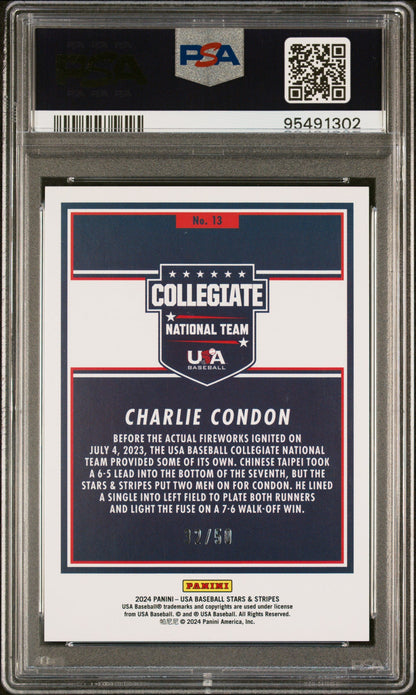 PSA
95491302
No. 13
COLLEGIATE
NATIONAL TEAM
USA
BASEBALL
CHARLIE CONDON
BEFORE THE ACTUAL FIREWORKS IGNITED ON
JULY 4, 2023, THE USA BASEBALL COLLEGIATE NATIONAL
TEAM PROVIDED SOME OF ITS OWN. CHINESE TAIPEI TOOK
A 6-5 LEAD INTO THE BOTTOM OF THE SEVENTH, BUT THE
STARS & STRIPES PUT TWO MEN ON FOR CONDON. HE LINED
A SINGLE INTO LEFT FIELD TO PLATE BOTH RUNNERS
AND LIGHT THE FUSE ON A 7-6 WALK-OFF WIN.
/50
PANINI
2024 PANINI – USA BASEBALL STARS & STRIPES
USA Baseball® trademarks and copyrights are used under license
from USA Baseball. © and ® USA Baseball. All Rights Reserved.
帕尼尼 © 2024 Panini America, Inc.